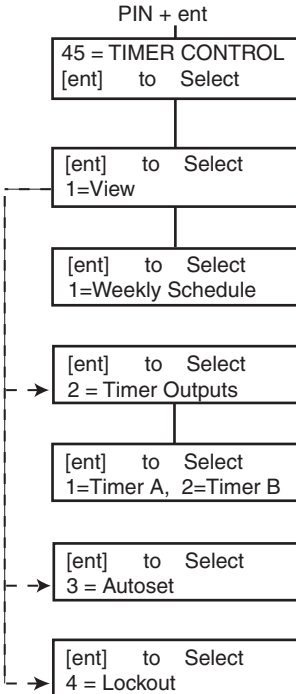 PIN + ent
45 = TIMER CONTROL
[ent] to Select
[ent] to Select
1=View
[ent] to Select
1=Weekly Schedule
[ent] to Select
2 = Timer Outputs
[ent] to Select
1=Timer A, 2=Timer B
[ent] to Select
3 = Autoset
[ent] to Select
4 = Lockout